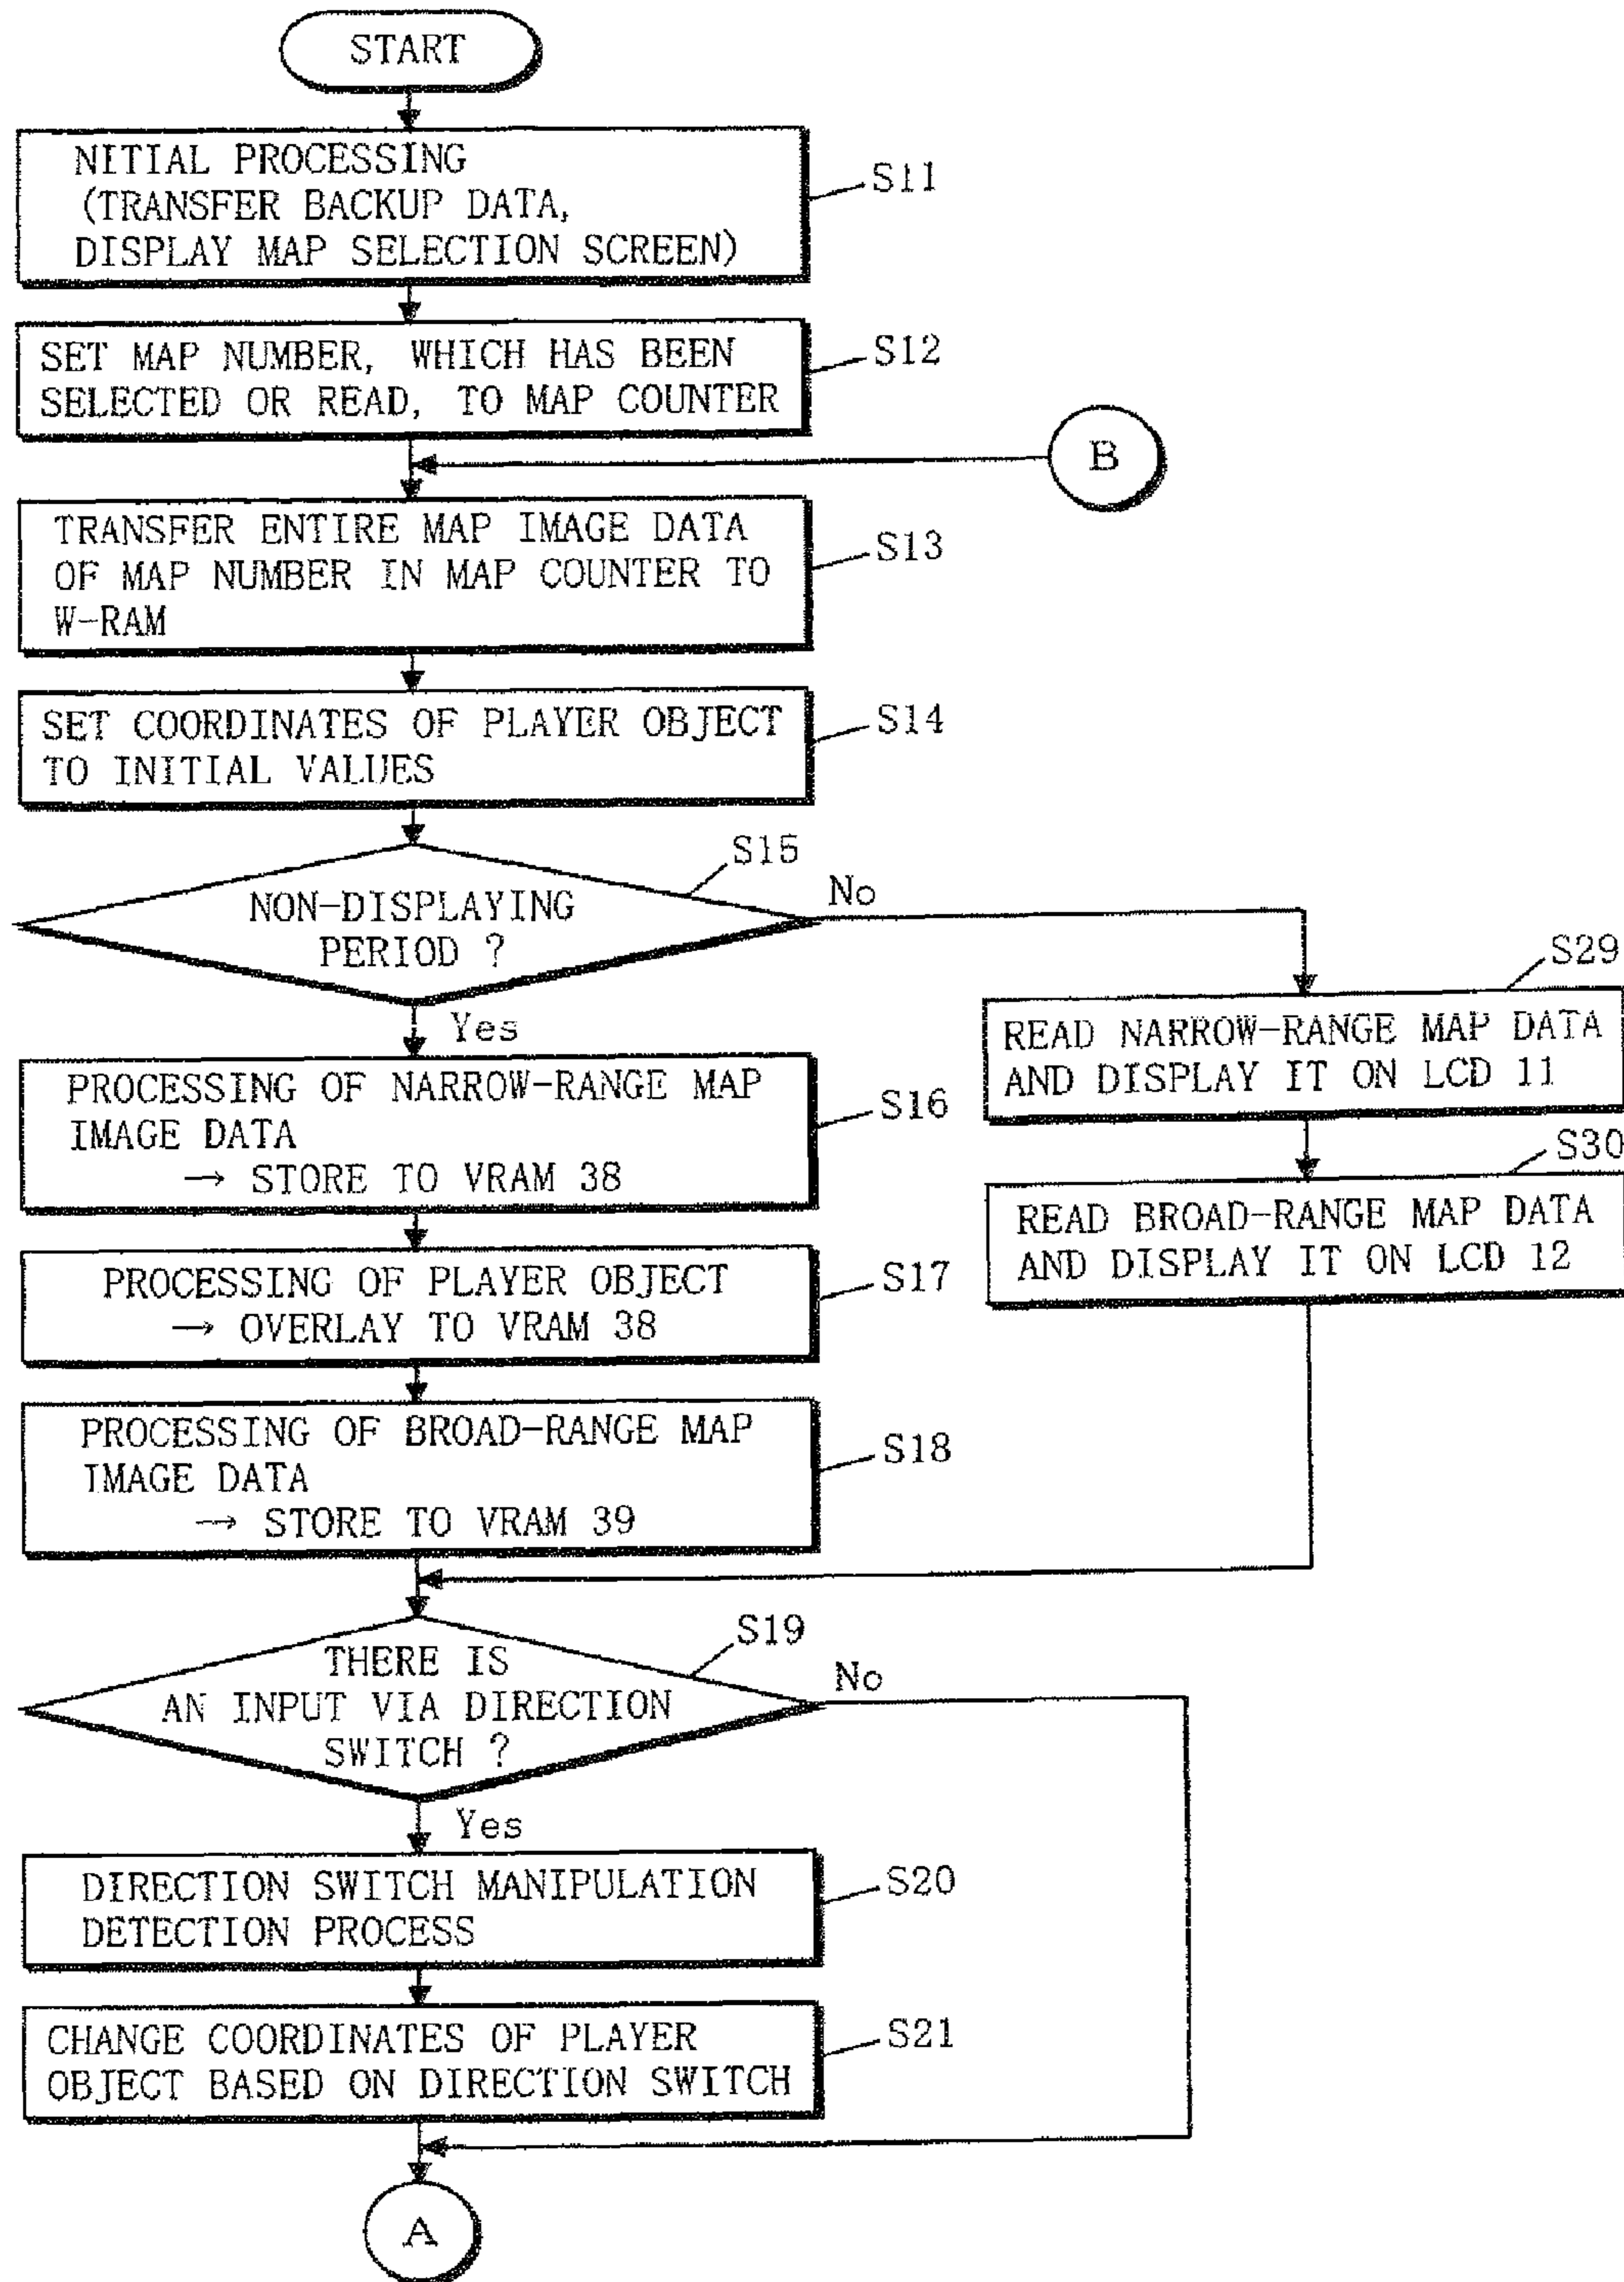 START
NITIAL PROCESSING
(TRANSFER BACKUP DATA,
DISPLAY MAP SELECTION SCREEN)
S11
SET MAP NUMBER, WHICH HAS BEEN
SELECTED OR READ, TO MAP COUNTER
S12
B
TRANSFER ENTIRE MAP IMAGE DATA
OF MAP NUMBER IN MAP COUNTER TO
W-RAM
S13
SET COORDINATES OF PLAYER OBJECT
TO INITIAL VALUES
S14
NON-DISPLAYING
PERIOD ?
S15
No
Yes
S29
READ NARROW-RANGE MAP DATA
AND DISPLAY IT ON LCD 11
S30
READ BROAD-RANGE MAP DATA
AND DISPLAY IT ON LCD 12
PROCESSING OF NARROW-RANGE MAP
IMAGE DATA
→ STORE TO VRAM 38
S16
PROCESSING OF PLAYER OBJECT
→ OVERLAY TO VRAM 38
S17
PROCESSING OF BROAD-RANGE MAP
IMAGE DATA
→ STORE TO VRAM 39
S18
THERE IS
AN INPUT VIA DIRECTION
SWITCH ?
S19
No
Yes
DIRECTION SWITCH MANIPULATION
DETECTION PROCESS
S20
CHANGE COORDINATES OF PLAYER
OBJECT BASED ON DIRECTION SWITCH
S21
A